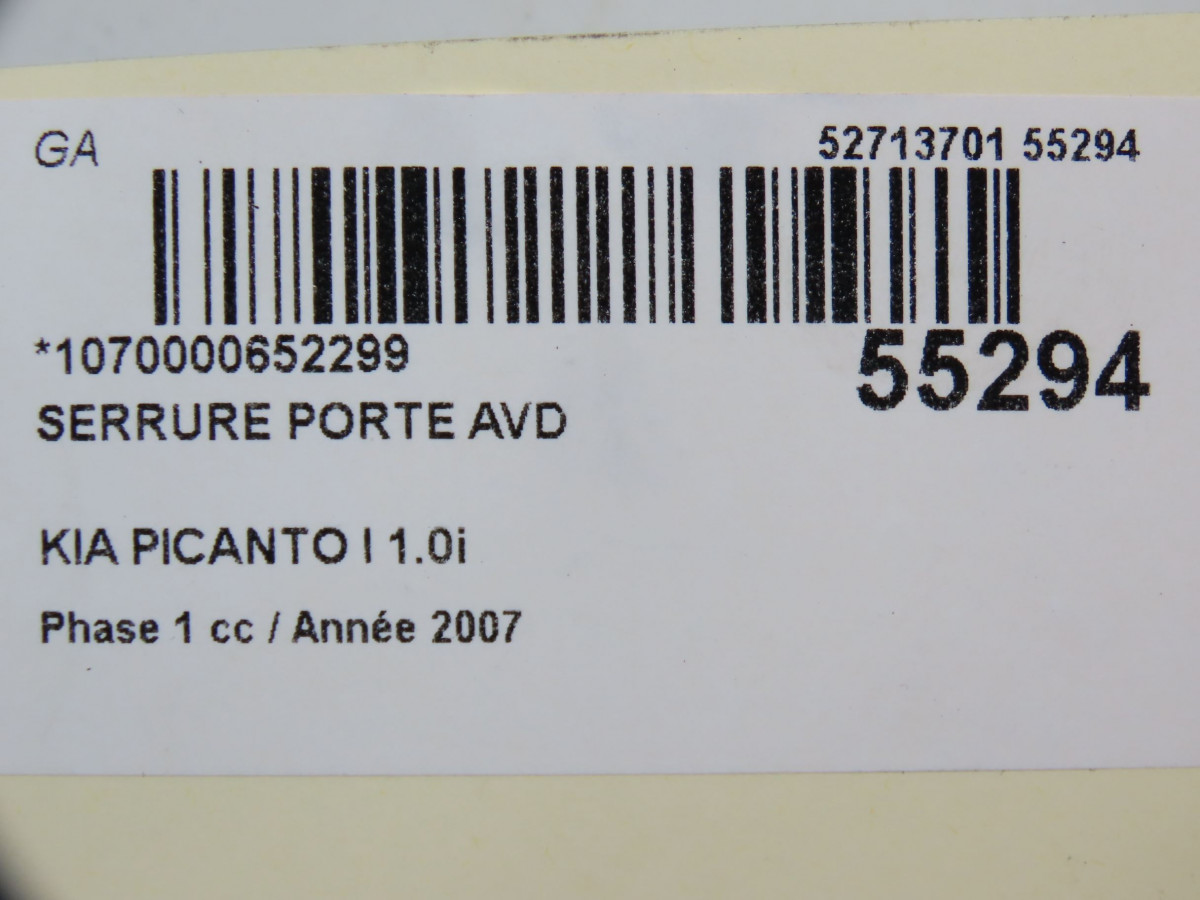 GA
52713701 55294
*1070000652299
55294
SERRURE PORTE AVD
KIA PICANTO I 1.0i
Phase 1 cc / Année 2007